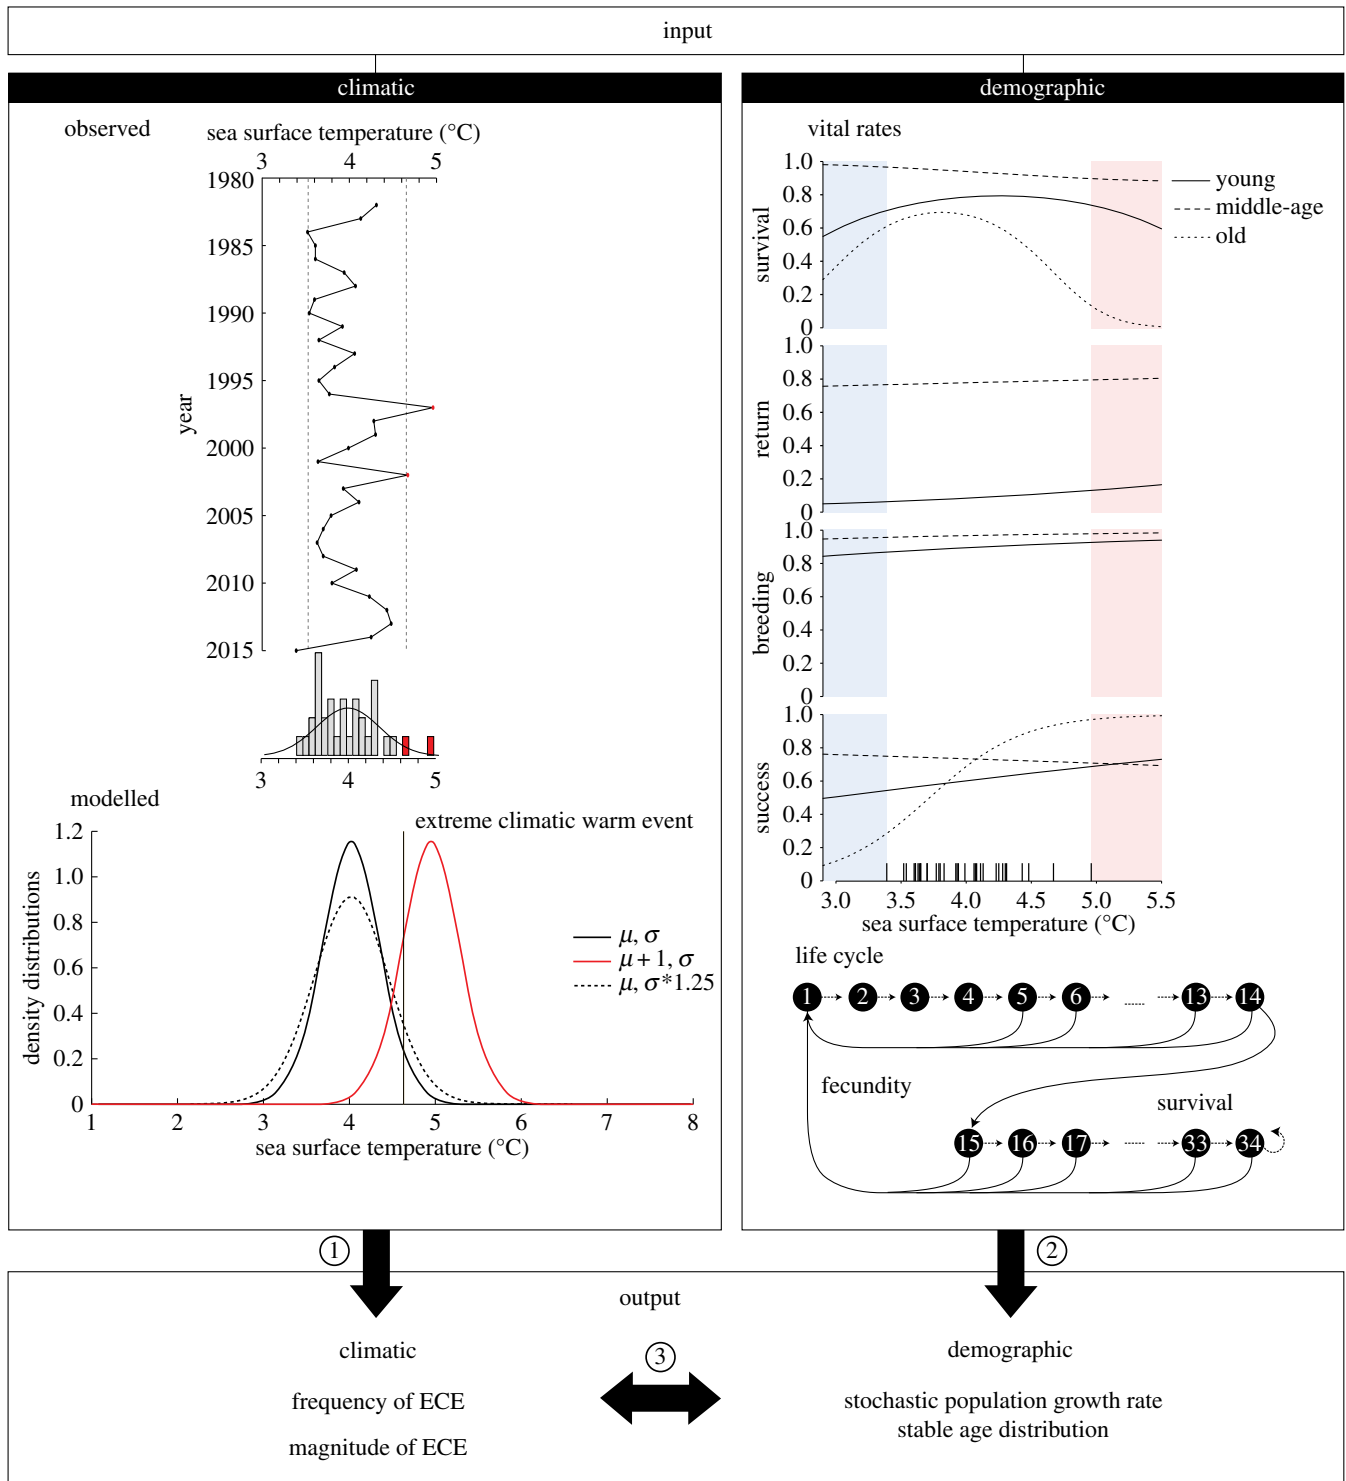 input
climatic
observed
sea surface temperature (°C)
3 4 5
year
1980
1985
1990
1995
2000
2005
2010
2015
3 4 5
modelled
extreme climatic warm event
density distributions
1.2
1.0
0.8
0.6
0.4
0.2
0
μ, σ
μ + 1, σ
μ, σ*1.25
1 2 3 4 5 6 7 8
sea surface temperature (°C)
demographic
vital rates
young
middle-age
old
survival
1.0
0.8
0.6
0.4
0.2
0
return
1.0
0.8
0.6
0.4
0.2
0
breeding
1.0
0.8
0.6
0.4
0.2
0
success
1.0
0.8
0.6
0.4
0.2
0
3.0 3.5 4.0 4.5 5.0 5.5
sea surface temperature (°C)
life cycle
1 2 3 4 5 6 ...... 13 14
fecundity
survival
15 16 17 ...... 33 34
1
2
output
climatic
frequency of ECE
magnitude of ECE
3
demographic
stochastic population growth rate
stable age distribution